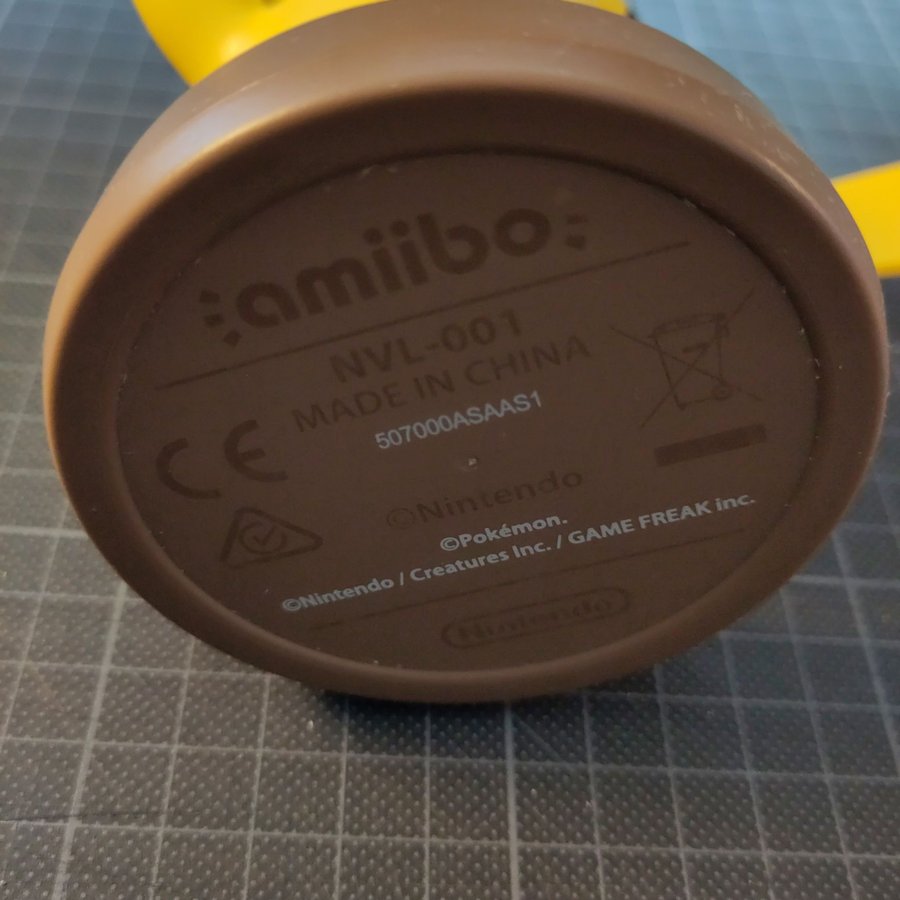 amiibo
NVL-001
MADE IN CHINA
507000ASAAS1
CE
©Nintendo
©Pokémon.
©Nintendo / Creatures Inc. / GAME FREAK inc.
Nintendo